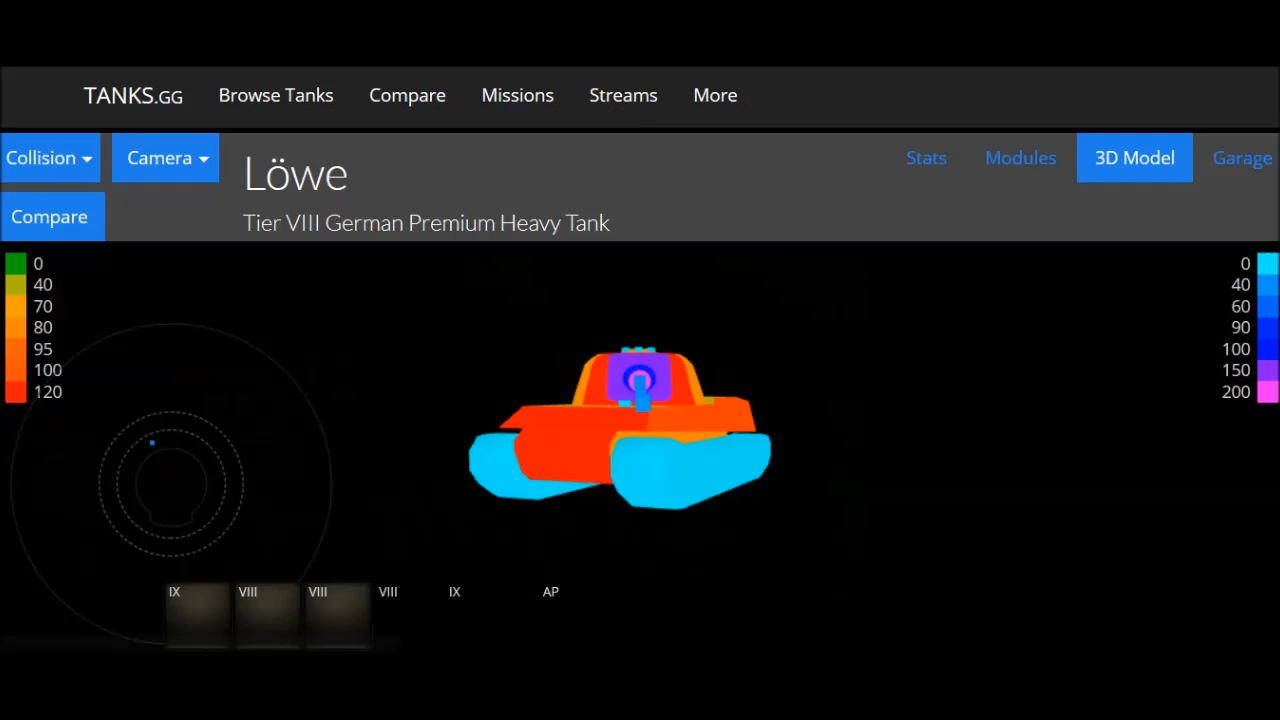 TANKS.GG Browse Tanks Compare Missions Streams More
Collision Camera Löwe Stats Modules 3D Model Garage
Compare Tier VIII German Premium Heavy Tank
0 0
40 40
70 60
80 90
95 100
100 150
120 200
IX VIII VIII VIII IX AP